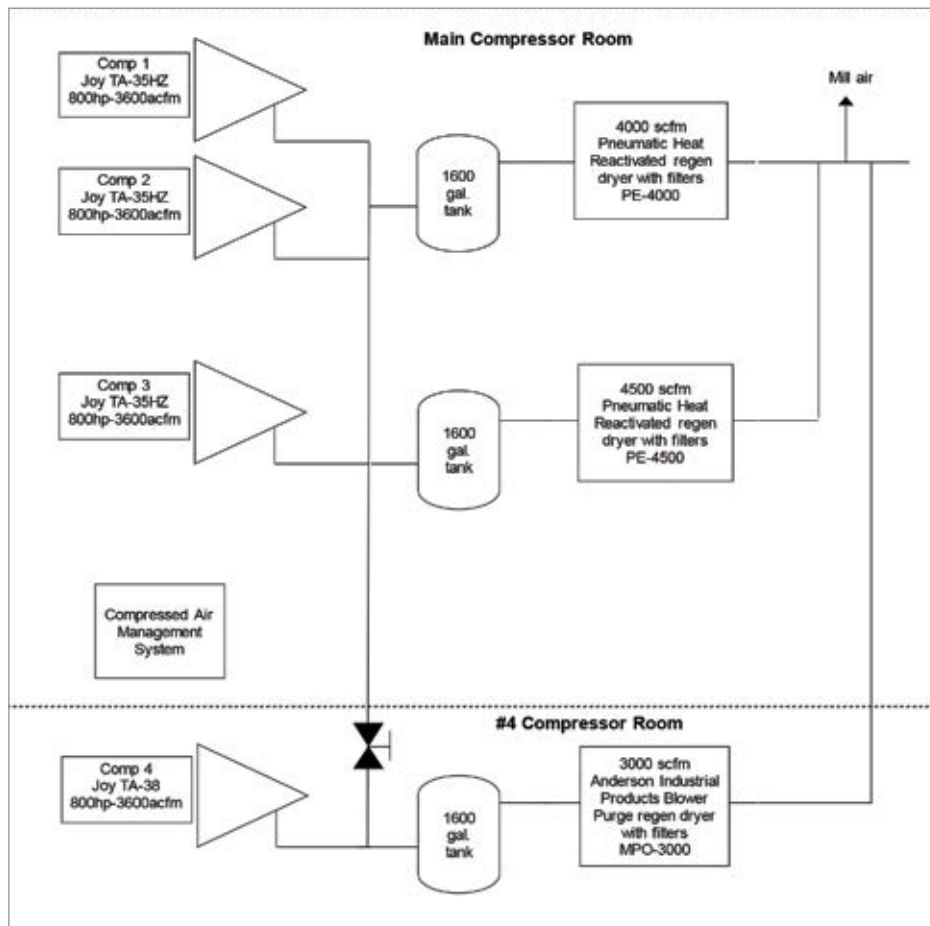 Main Compressor Room
Comp 1
Joy TA-35HZ
800hp-3600acfm
Mill air
4000 scfm
Pneumatic Heat
Reactivated regen
dryer with filters
PE-4000
1600
gal.
tank
Comp 2
Joy TA-35HZ
800hp-3600acfm
Comp 3
Joy TA-35HZ
800hp-3600acfm
1600
gal.
tank
4500 scfm
Pneumatic Heat
Reactivated regen
dryer with filters
PE-4500
Compressed Air
Management
System
#4 Compressor Room
Comp 4
Joy TA-38
800hp-3600acfm
1600
gal.
tank
3000 scfm
Anderson Industrial
Products Blower
Purge regen dryer
with filters
MPO-3000